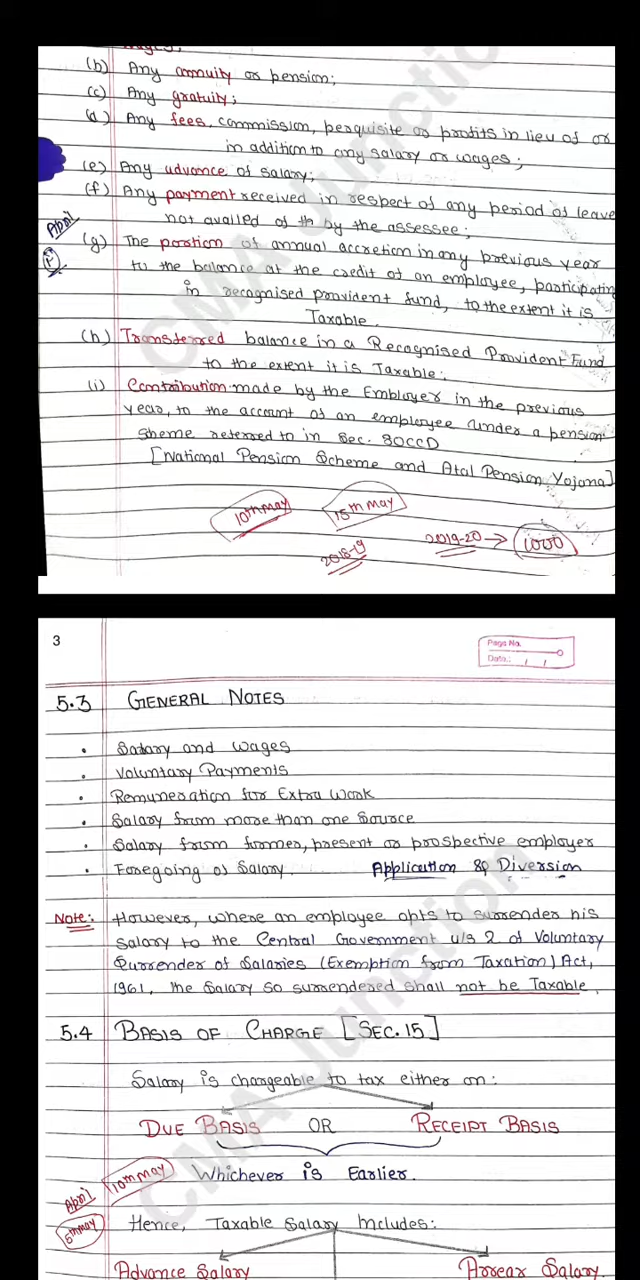 (b) Any annuity or pension;
(c) Any gratuity;
(d) Any fees, commission, perquisite or profits in lieu of or
in addition to any salary or wages;
(e) Any advance of salary;
(f) Any payment received in respect of any period of leave
not availed of th by the assessee;
April
(g) The portion of annual accretion in any previous year
to the balance at the credit of an employee, participating
in recognised provident fund, to the extent it is
Taxable.
(h) Transferred balance in a Recognised Provident Fund
to the extent it is Taxable;
(i) Contribution made by the Employer in the previous
year, to the account of an employee under a pension
Scheme referred to in Sec. 80CCD
[National Pension Scheme and Atal Pension Yojana]
10th may 15th May
2018-19 2019-20 → 1000
3
Page No.
Date: / /
5.3 GENERAL NOTES
• Salary and Wages
• Voluntary Payments
• Remuneration for Extra Work
• Salary from more than one Source
• Salary from former, present or prospective employer
• Foregoing of Salary. Application & Diversion
Note: However, where an employee opts to surrender his
Salary to the Central Government u/s 2 of Voluntary
Surrender of Salaries (Exemption from Taxation) Act,
1961, the Salary so surrendered shall not be Taxable.
5.4 BASIS OF CHARGE [SEC. 15]
Salary is chargeable to tax either on:
DUE BASIS OR RECEIPT BASIS
Whichever is Earlier.
10th may
April
5th may
Hence, Taxable Salary Includes:
Advance Salary Arrear Salary
CMA Junction
CMA Junction